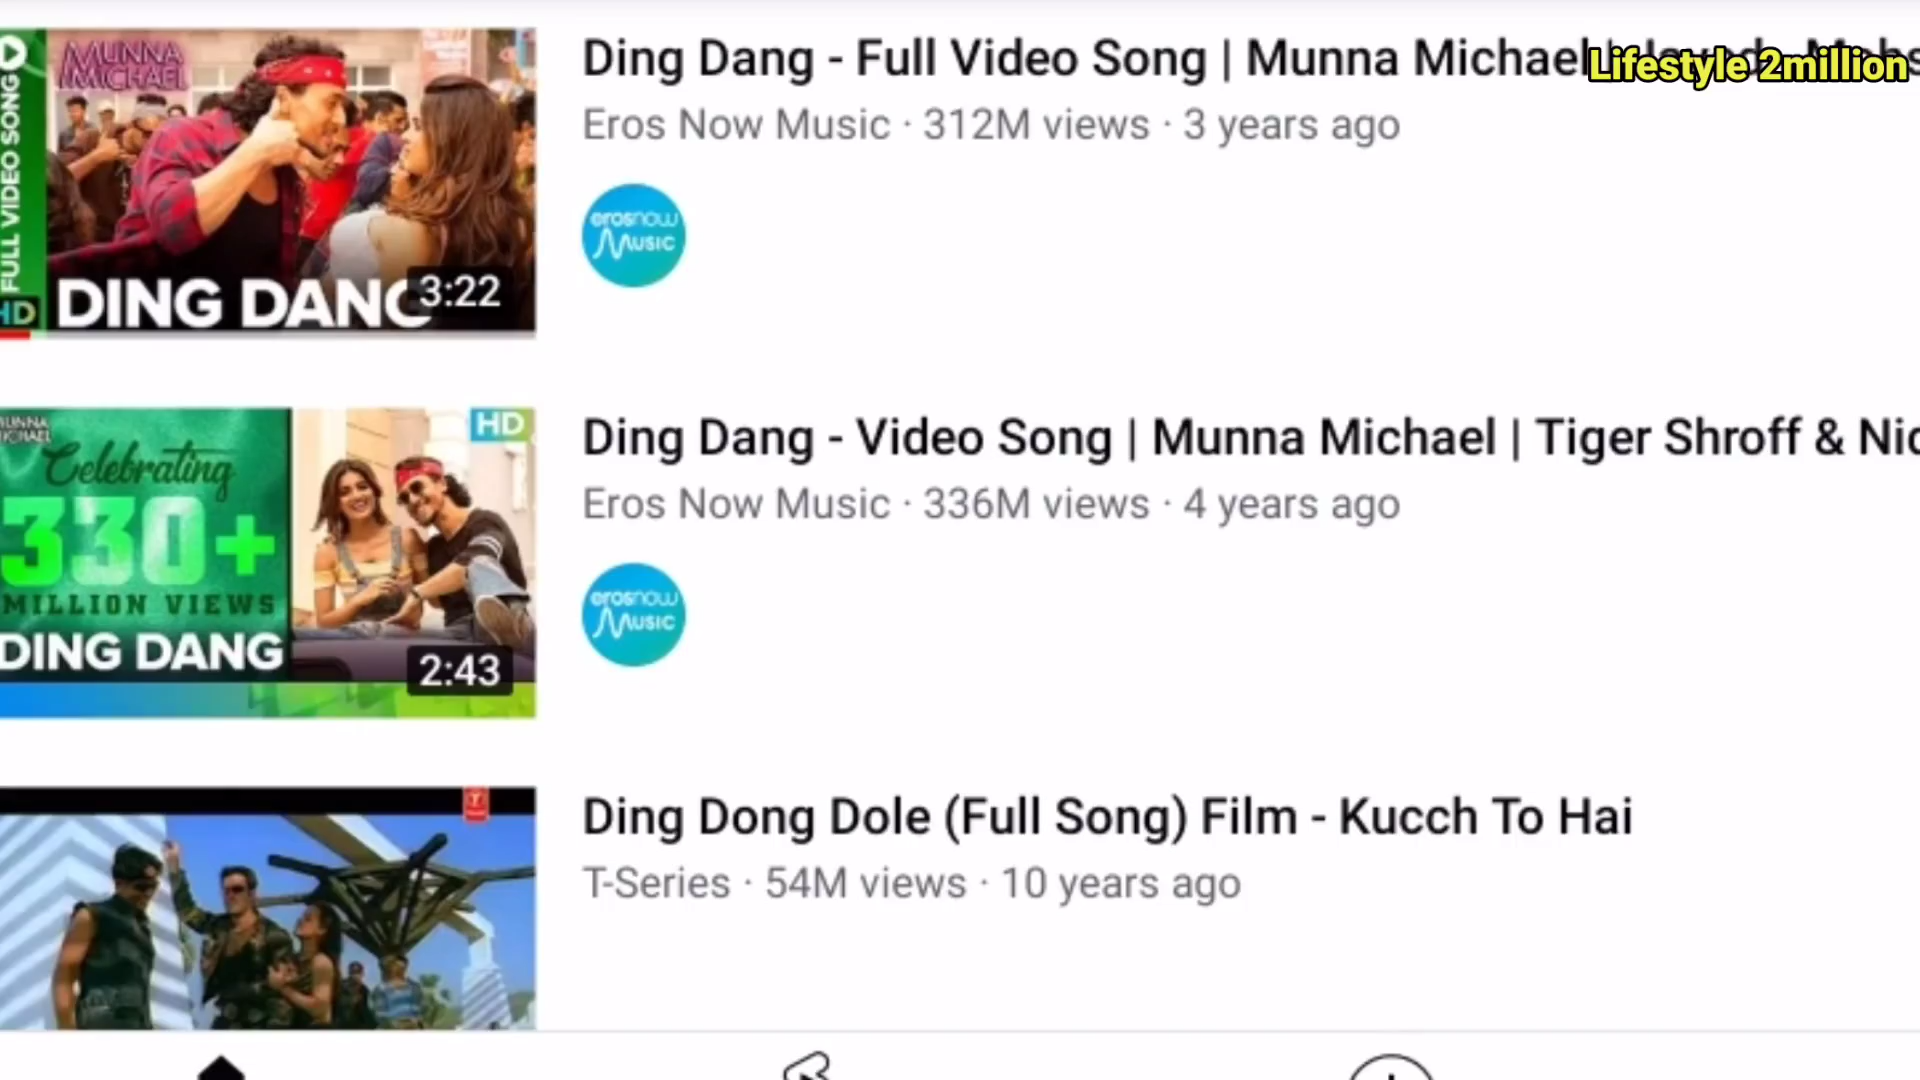 MUNNA
MICHAEL
FULL VIDEO SONG
HD
DING DANG
3:22
Ding Dang - Full Video Song | Munna Michael
Lifestyle 2million
Eros Now Music · 312M views · 3 years ago
erosnow
MUSIC
MUNNA
MICHAEL
Celebrating
330+
MILLION VIEWS
DING DANG
HD
2:43
Ding Dang - Video Song | Munna Michael | Tiger Shroff & Nic
Eros Now Music · 336M views · 4 years ago
erosnow
MUSIC
T
Ding Dong Dole (Full Song) Film - Kucch To Hai
T-Series · 54M views · 10 years ago